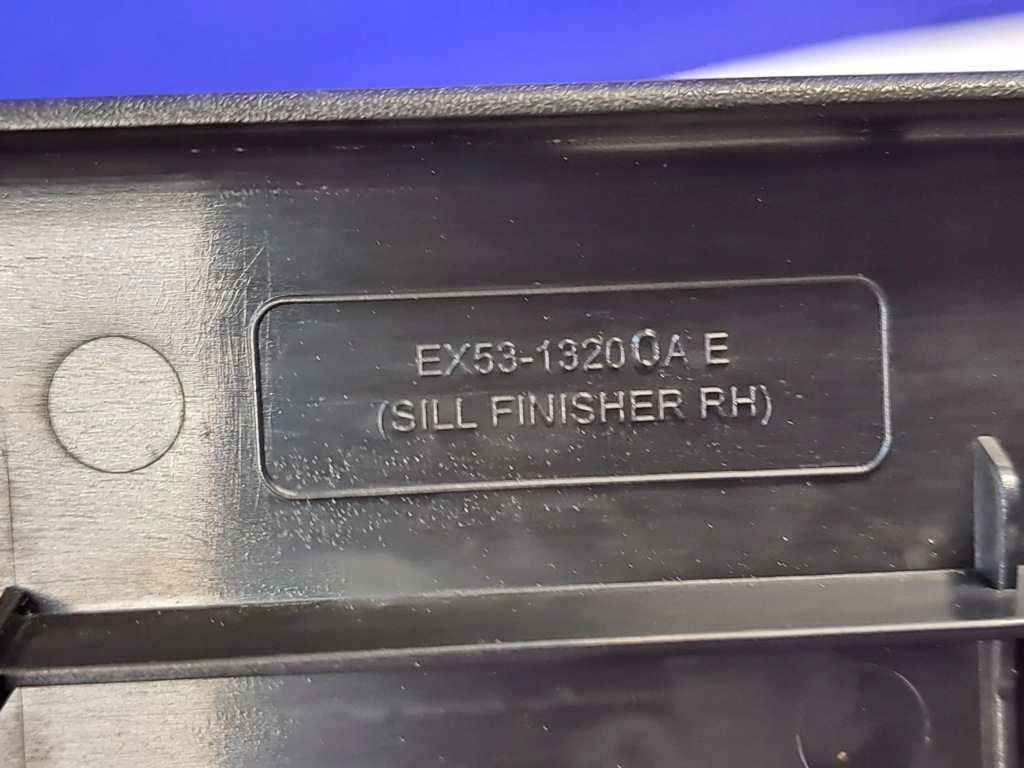 EX53-13200A E
(SILL FINISHER RH)